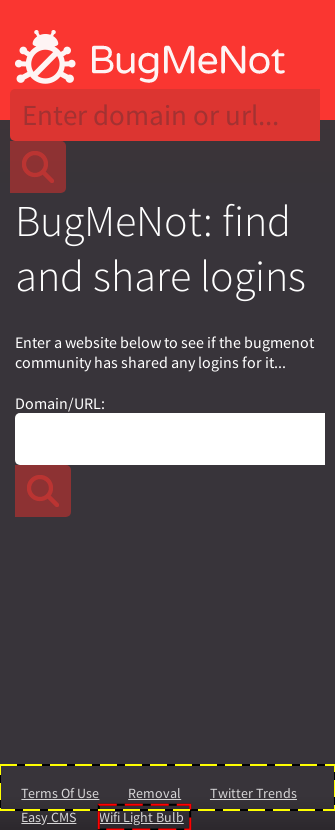 BugMeNot
Enter domain or url...
BugMeNot: find
and share logins
Enter a website below to see if the bugmenot
community has shared any logins for it...
Domain/URL:
Terms Of Use Removal Twitter Trends
Easy CMS Wifi Light Bulb